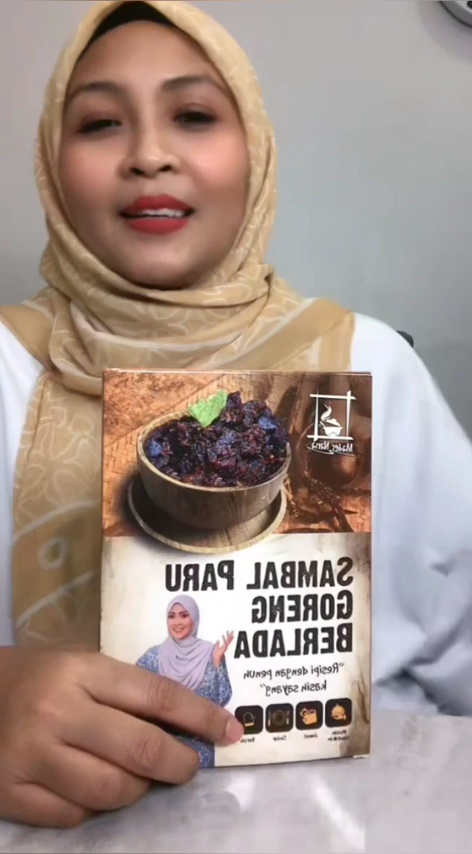 SAMBAL PARU
GORENG
BERLADA
"Resipi dengan penuh
kasih sayang"